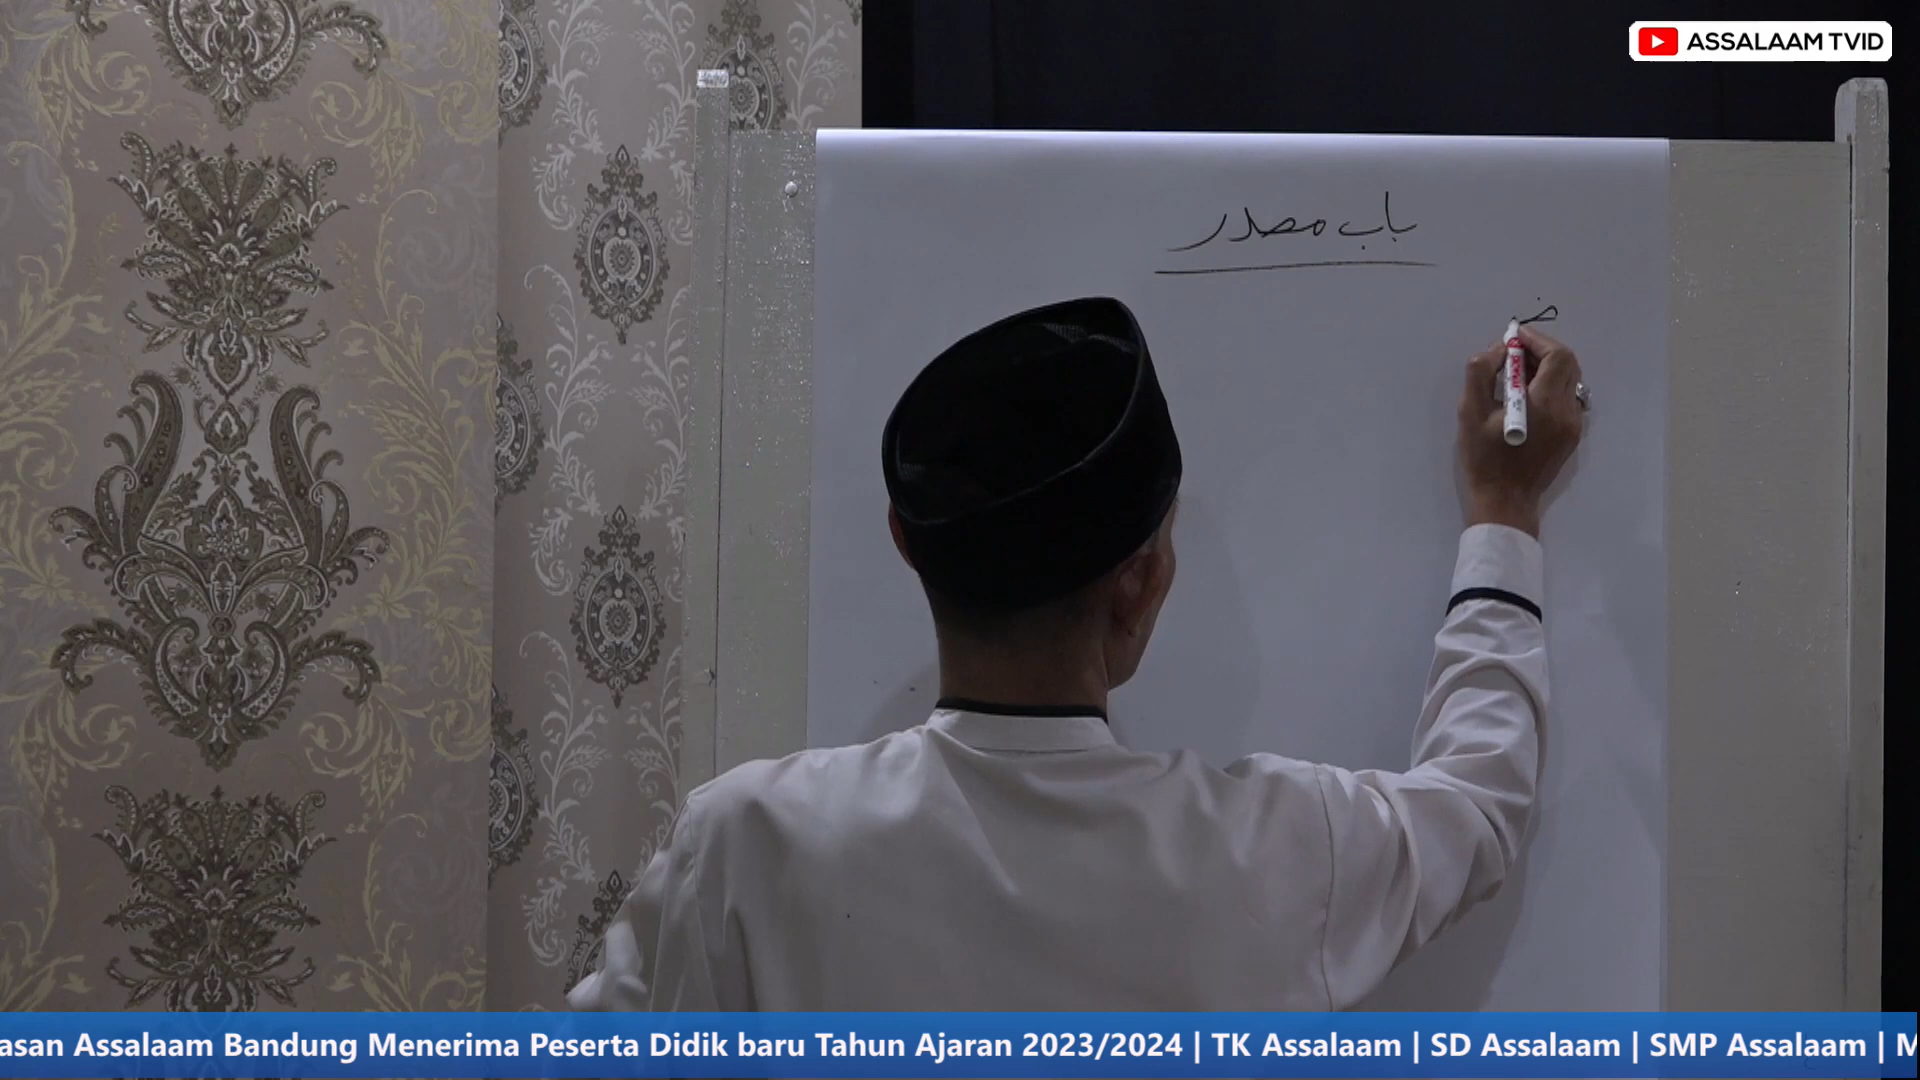 ASSALAAM TVID
باب مصدر
asan Assalaam Bandung Menerima Peserta Didik baru Tahun Ajaran 2023/2024 | TK Assalaam | SD Assalaam | SMP Assalaam | M